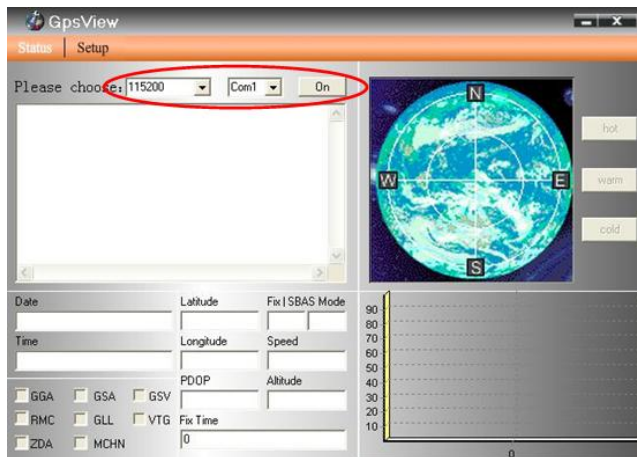 GpsView
Status | Setup
Please choose: 115200 Com1 On
N
W E
S
hot
warm
cold
Date Latitude Fix | SBAS Mode
Time Longitude Speed
PDOP Altitude
GGA GSA GSV
RMC GLL VTG Fix Time
ZDA MCHN 0
90
80
70
60
50
40
30
20
10
0